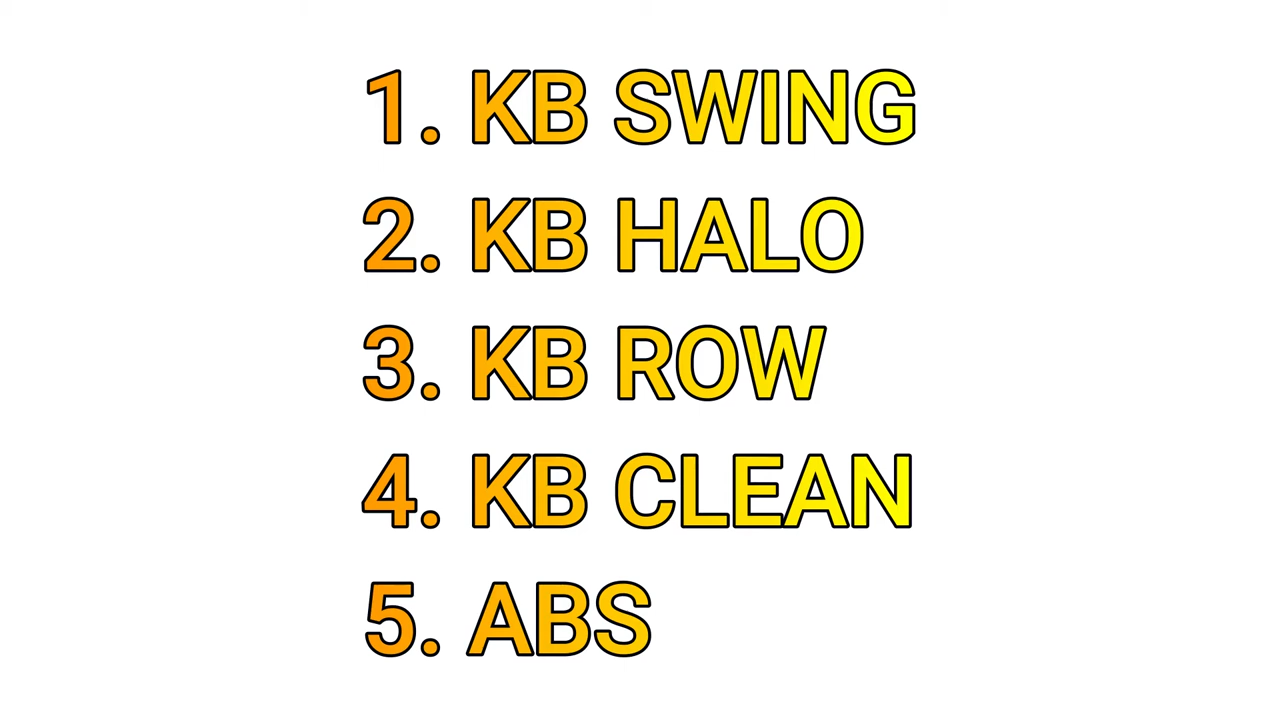 1. KB SWING
2. KB HALO
3. KB ROW
4. KB CLEAN
5. ABS